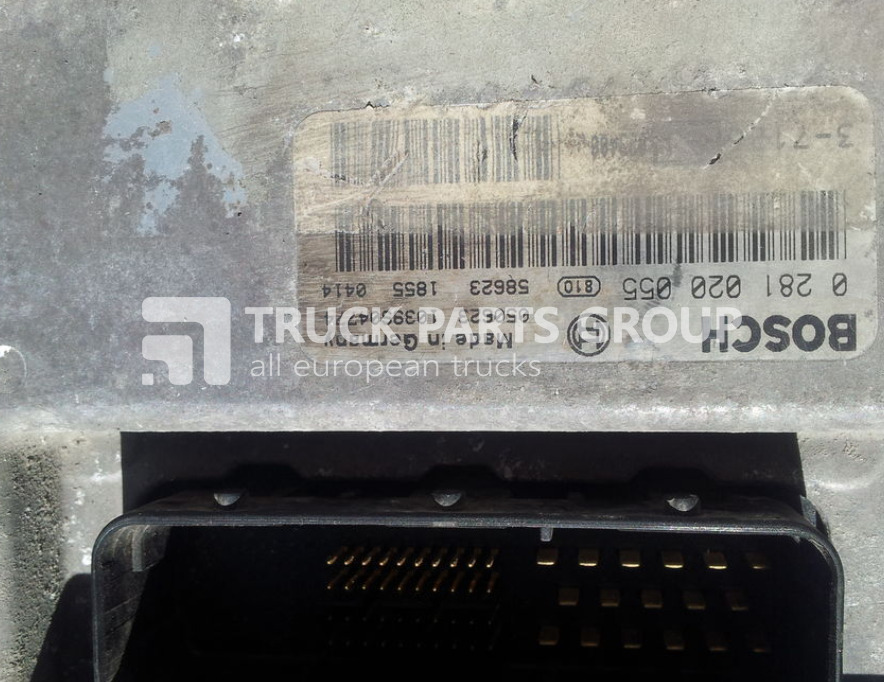 BOSCH
Made in Germany
050623
0 281 020 055 810 58623 1855 0414
3-71
TRUCK PARTS GROUP
all european trucks